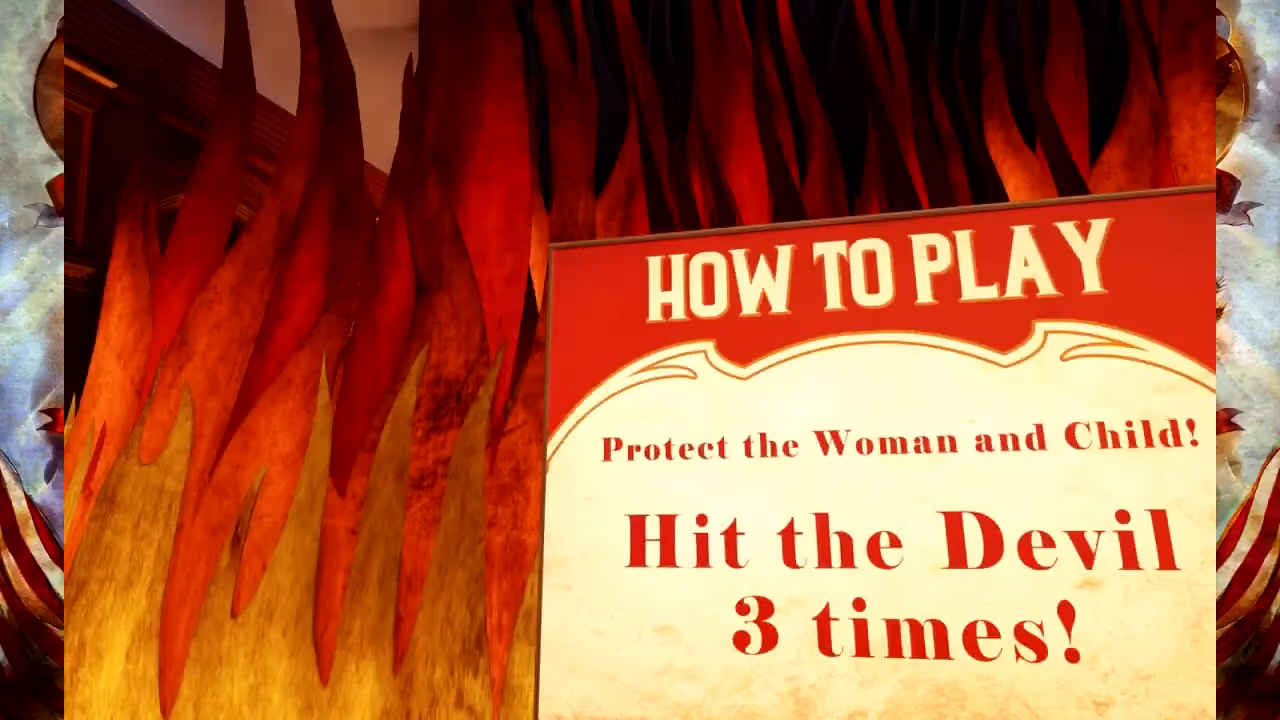 HOW TO PLAY
Protect the Woman and Child!
Hit the Devil
3 times!